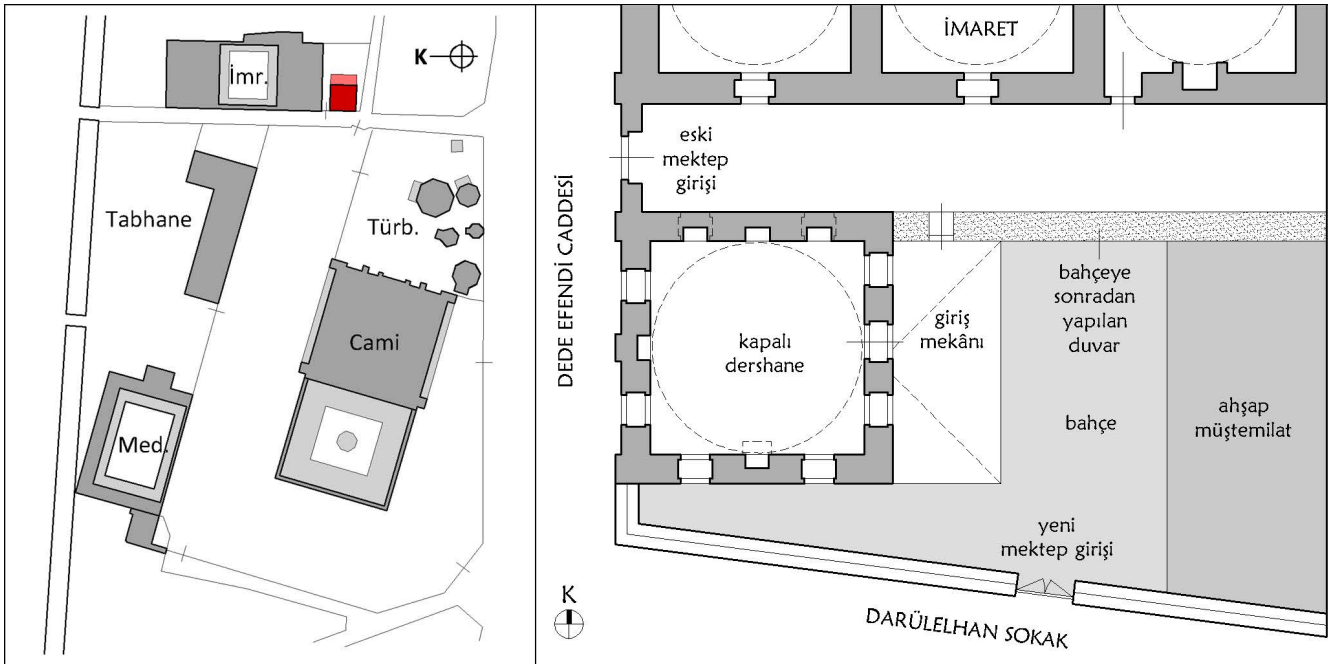 İmr.
K
Tabhane
Türb.
Cami
Med.
İMARET
eski
mektep
girişi
DEDE EFENDİ CADDESİ
kapalı
dershane
giriş
mekânı
bahçeye
sonradan
yapılan
duvar
bahçe
ahşap
müştemilat
yeni
mektep girişi
K
DARÜLELHAN SOKAK